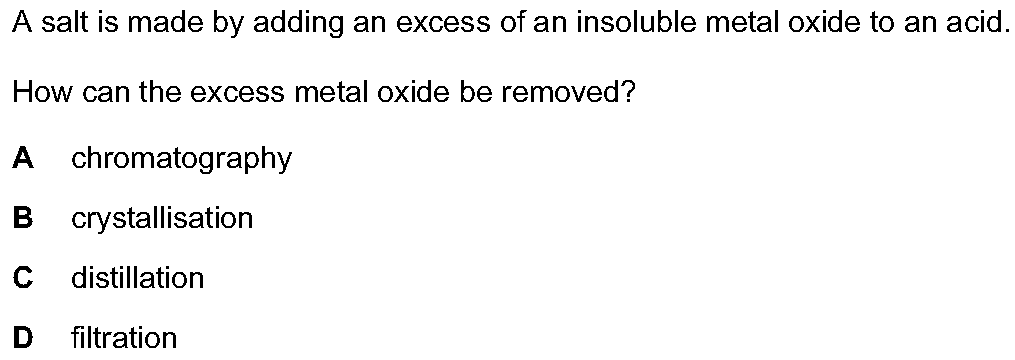 A salt is made by adding an excess of an insoluble metal oxide to an acid.
How can the excess metal oxide be removed?
A chromatography
B crystallisation
C distillation
D filtration